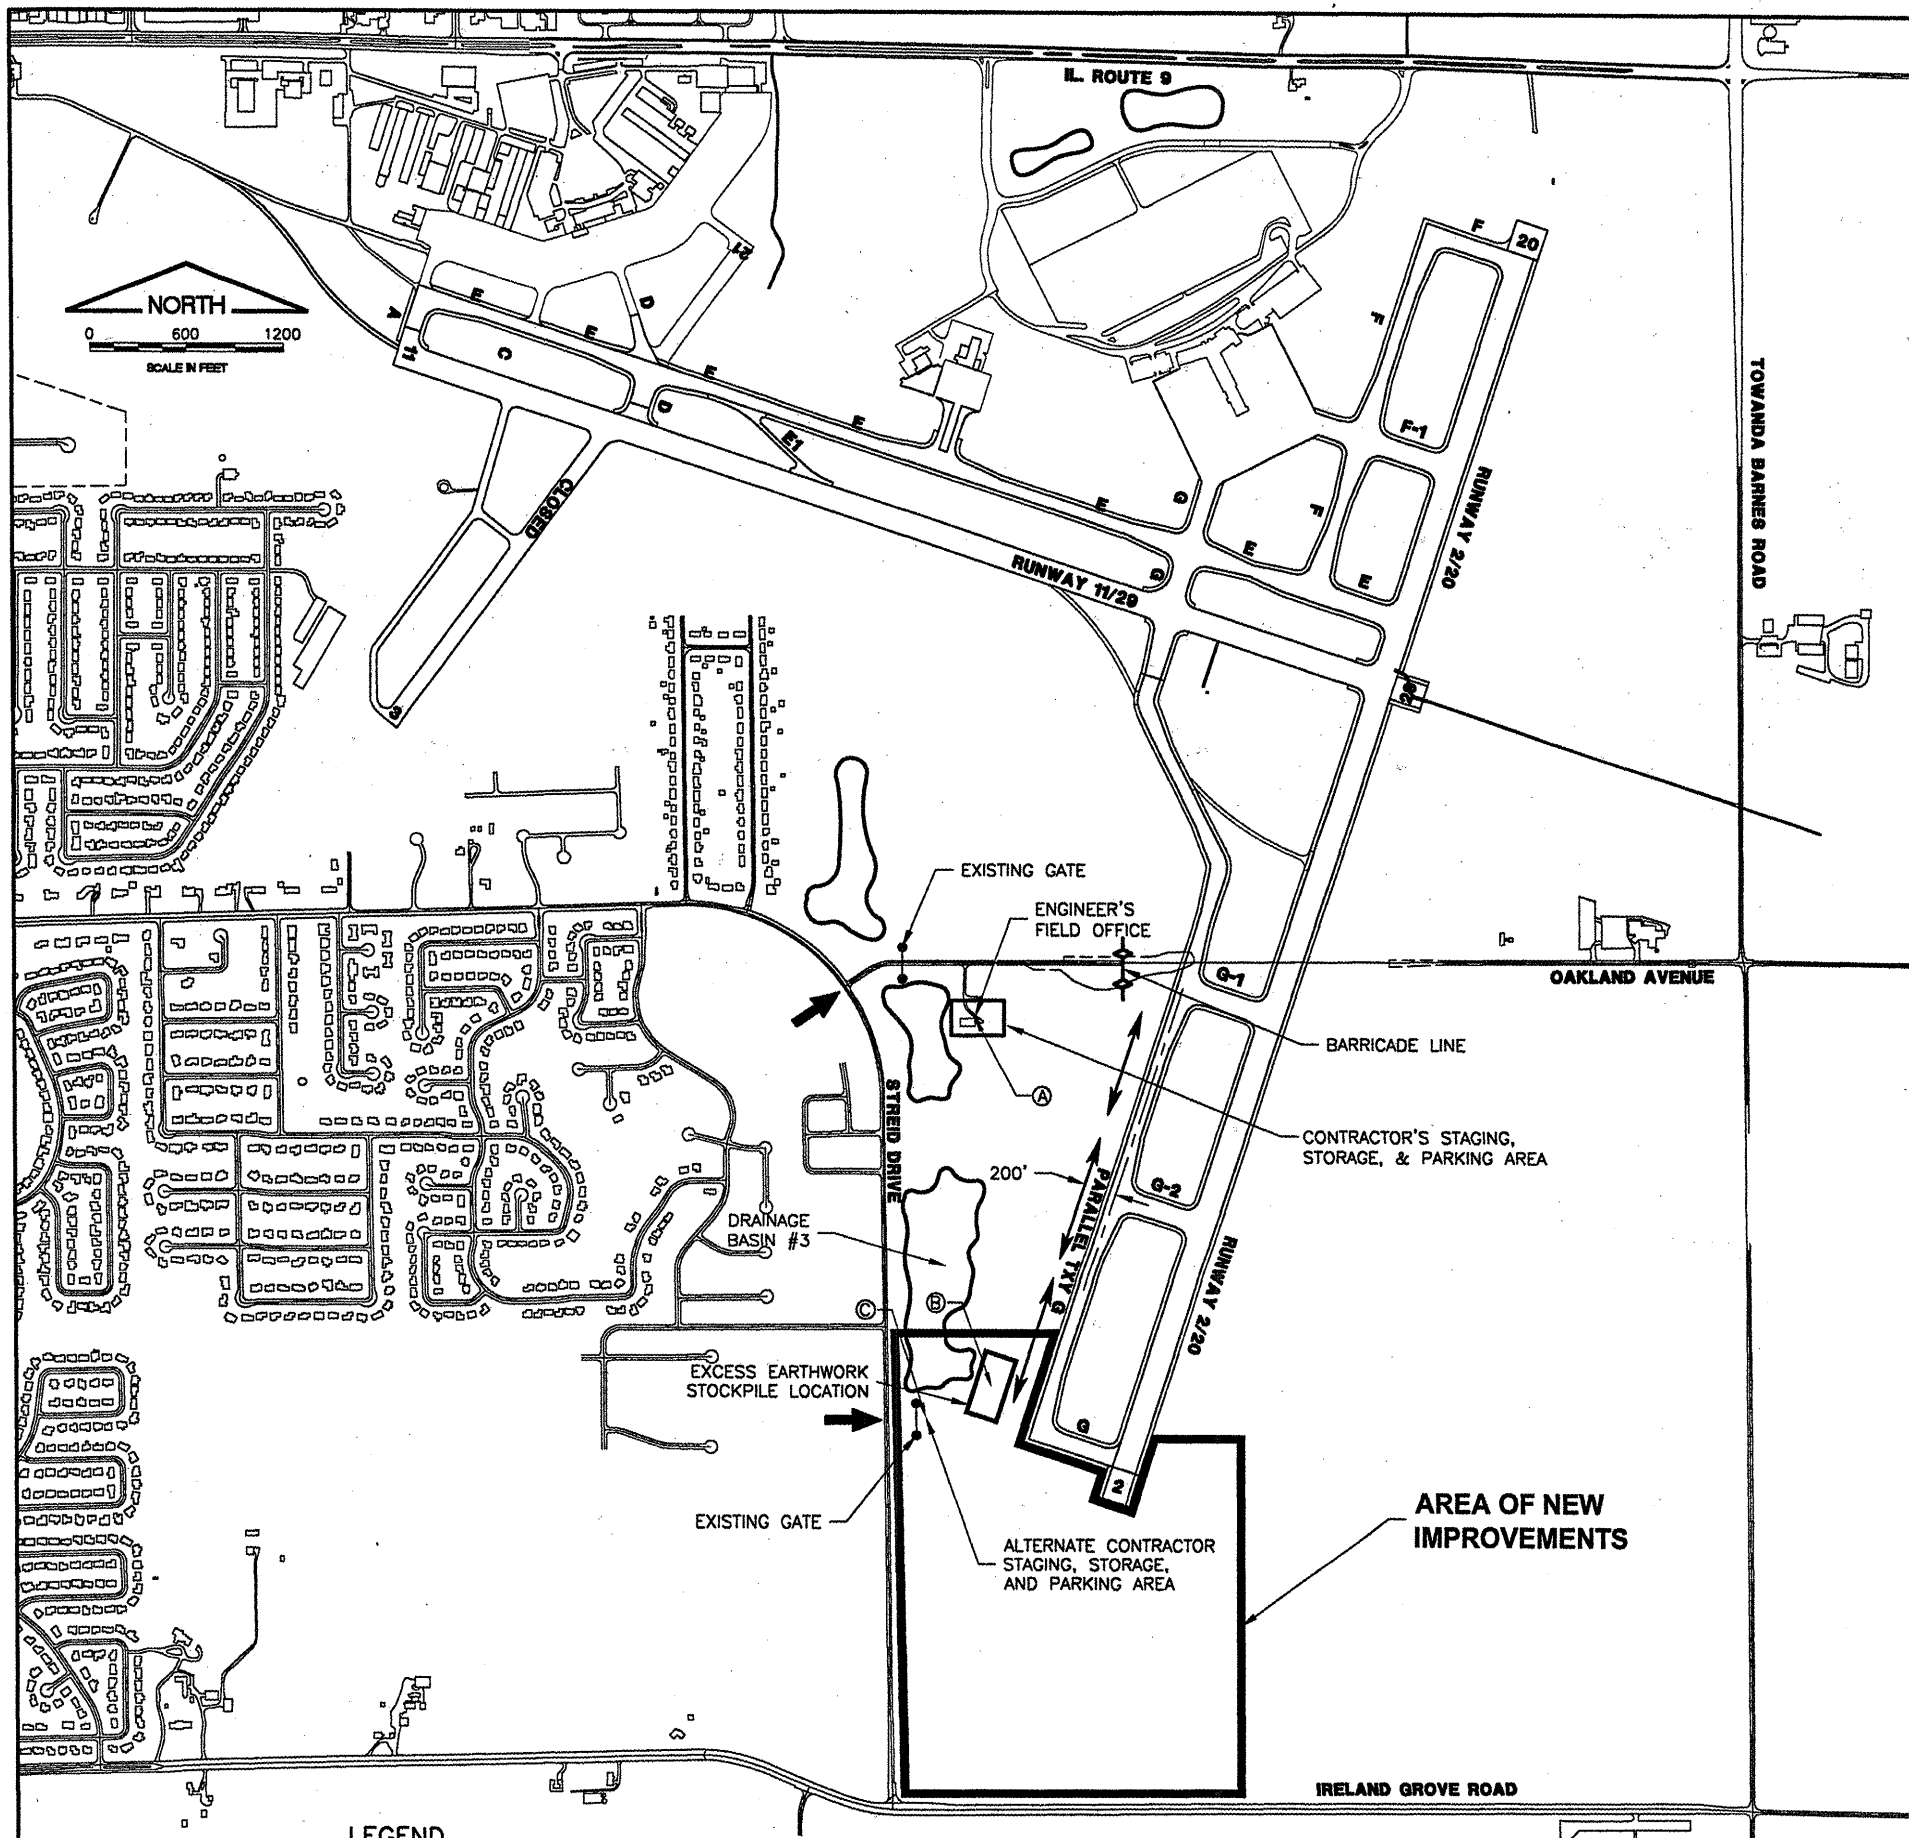 IL. ROUTE 9
F
20
21
NORTH
0 600 1200
SCALE IN FEET
A
E
D
E
F
11
C
E
TOWANDA BARNES ROAD
D
E
E1
F-1
CLOSED
E
G
F
RUNWAY 2/20
E
RUNWAY 11/29
G
E
3
29
EXISTING GATE
ENGINEER'S
FIELD OFFICE
G-1
OAKLAND AVENUE
BARRICADE LINE
A
STREID DRIVE
CONTRACTOR'S STAGING,
STORAGE, & PARKING AREA
200'
PARALLEL TXY G
G-2
DRAINAGE
BASIN #3
RUNWAY 2/20
C
B
EXCESS EARTHWORK
STOCKPILE LOCATION
G
2
EXISTING GATE
AREA OF NEW
IMPROVEMENTS
ALTERNATE CONTRACTOR
STAGING, STORAGE,
AND PARKING AREA
IRELAND GROVE ROAD
LEGEND